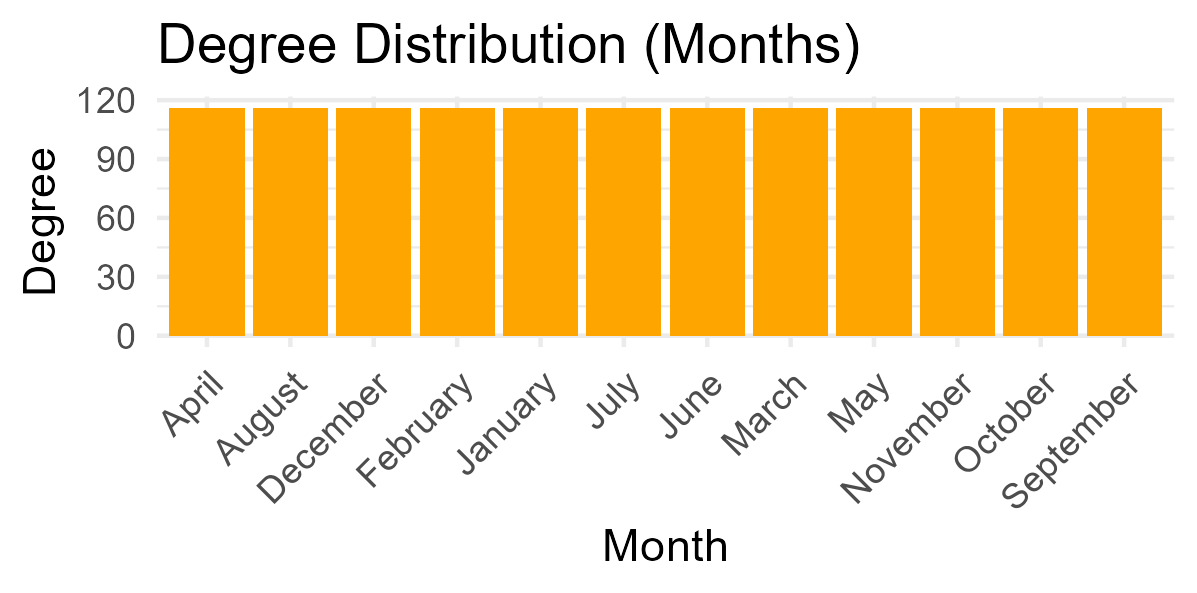 Degree Distribution (Months)
120
90
60
30
0
Degree
April
August
December
February
January
July
June
March
May
November
October
September
Month